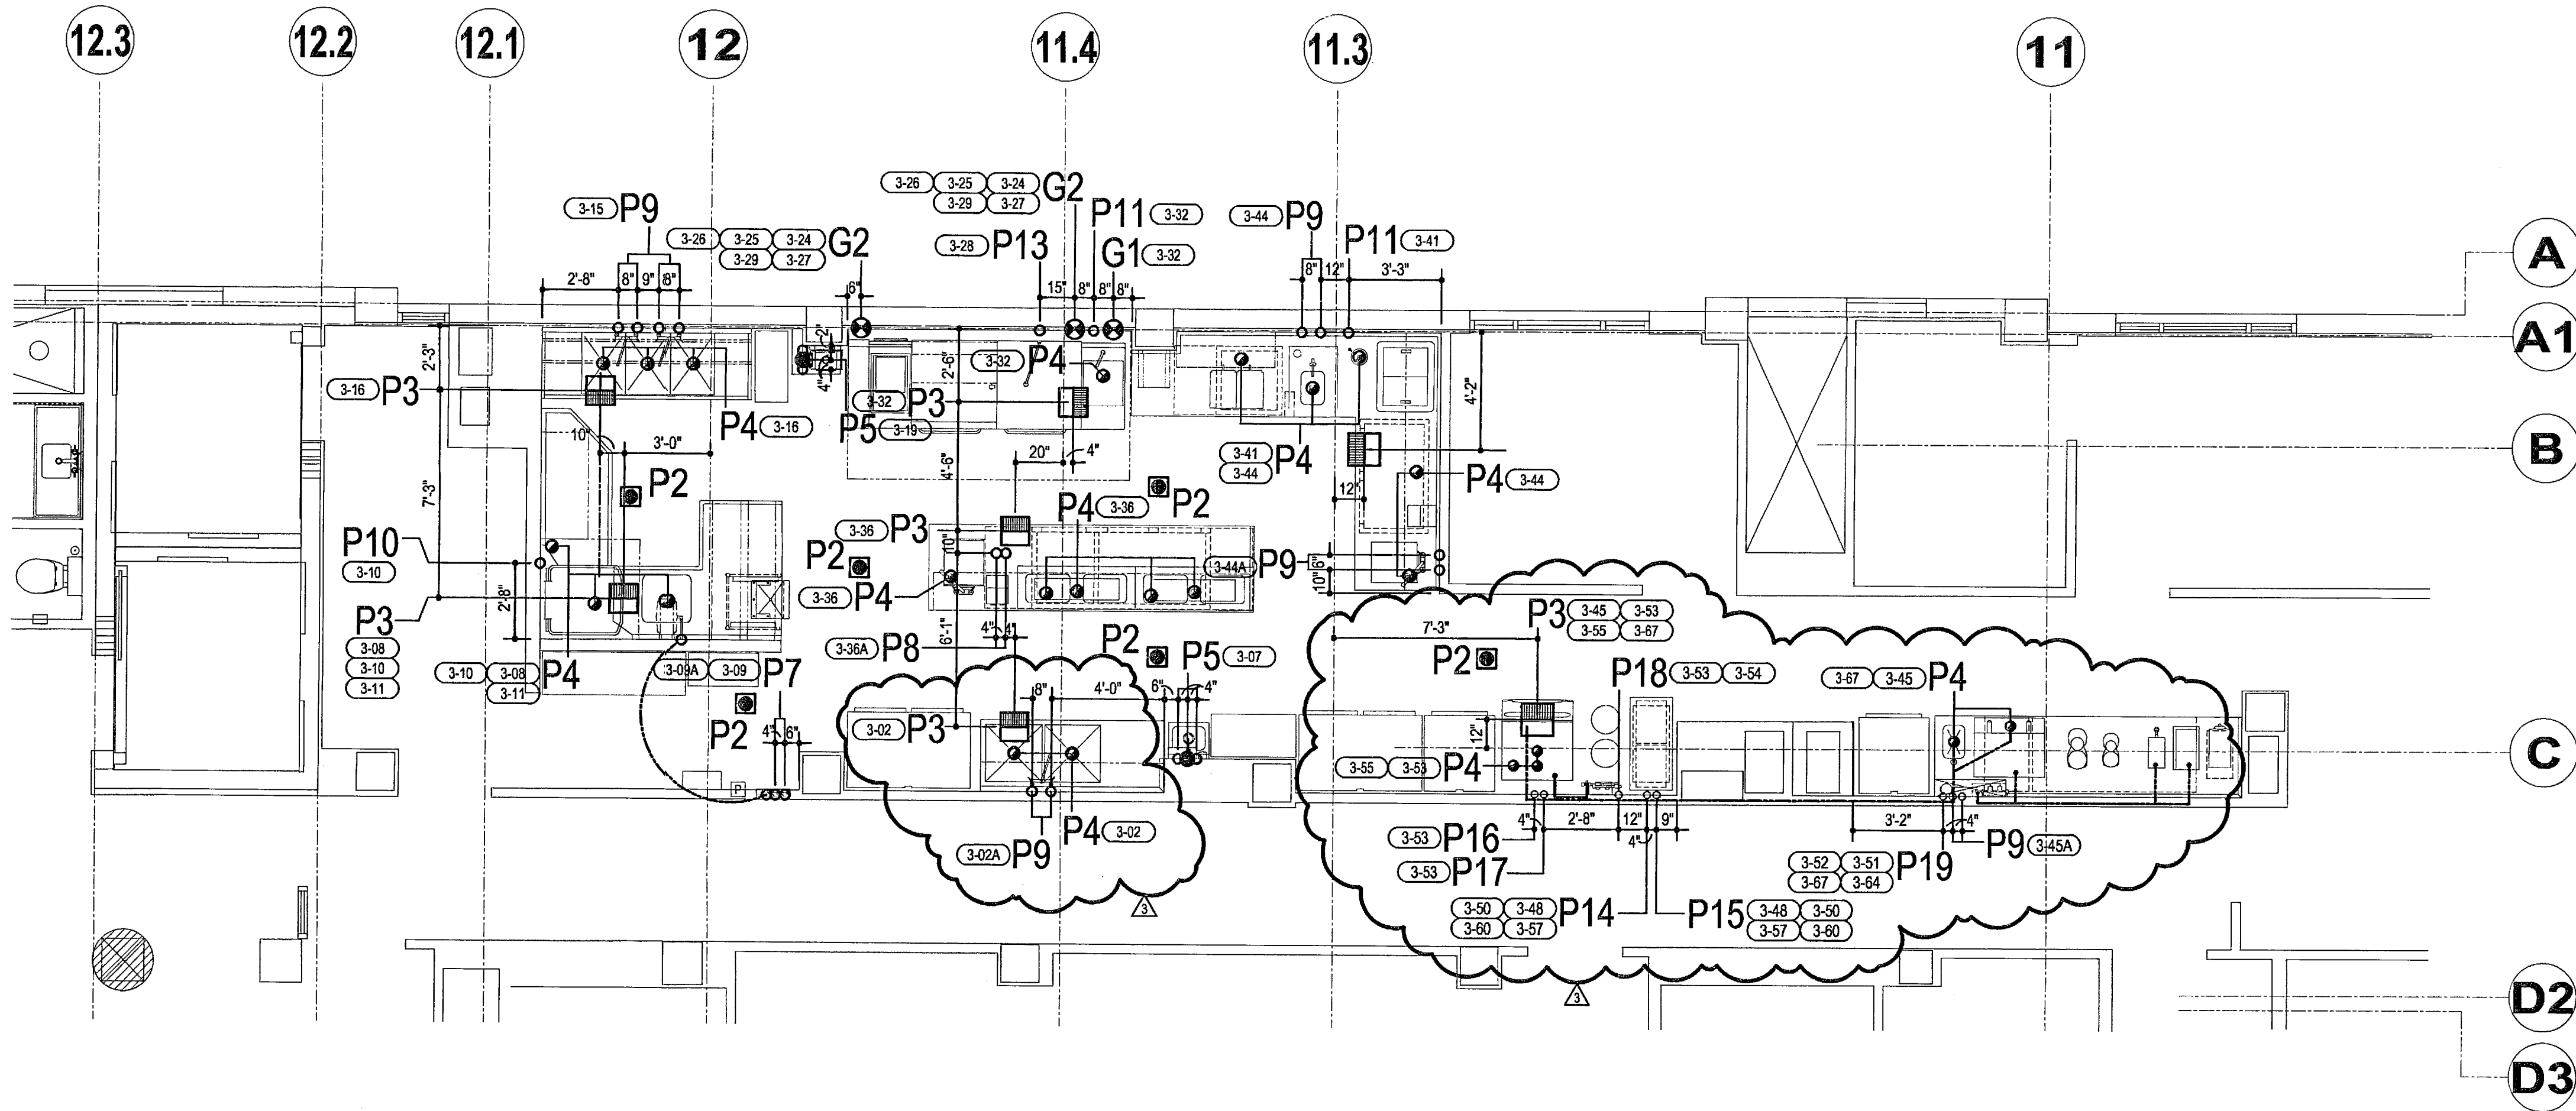 12.3 12.2 12.1 12 11.4 11.3 11
A
A1
B
C
D2
D3
3-15 P9
3-26 3-25 3-24 G2
3-29 3-27
3-26 3-25 3-24 G2
3-29 3-27
P11 3-32
3-28 P13
G1 3-32
3-44 P9
P11 3-41
2'-8" 8" 9" 8"
6"
15" 8" 8" 8"
8" 12" 3'-3"
2'-3"
3-16 P3
P4 3-16
2"
4"
P5 3-19
2'-6"
3-32 P4
3-32 P3
4'-2"
10" 3'-0"
P2
7'-3"
4'-6"
20" 4"
3-41 P4
3-44
P4 3-44
12"
P2
P4 3-36
3-36 P3
10"
P2
3-36 P4
P10
3-10
2'-8"
P3
3-08
3-10
3-11
3-10 3-08 P4
3-11
3-09A 3-09 P7
P2
4" 6"
6'-1"
4" 4"
3-36A P8
3-44A P9
6"
10"
P2
P5 3-07
8" 4'-0" 6" 4"
3-02 P3
P4 3-02
3-02A P9
3
P3 3-45 3-53
3-55 3-67
7'-3"
P2
P18 3-53 3-54
3-67 3-45 P4
12"
3-55 3-53 P4
4" 2'-8" 12" 9"
4"
3-53 P16
3-53 P17
3'-2" 4"
P9 3-45A
3-52 3-51 P19
3-67 3-64
3-50 3-48 P14
3-60 3-57
P15 3-48 3-50
3-57 3-60
3
P